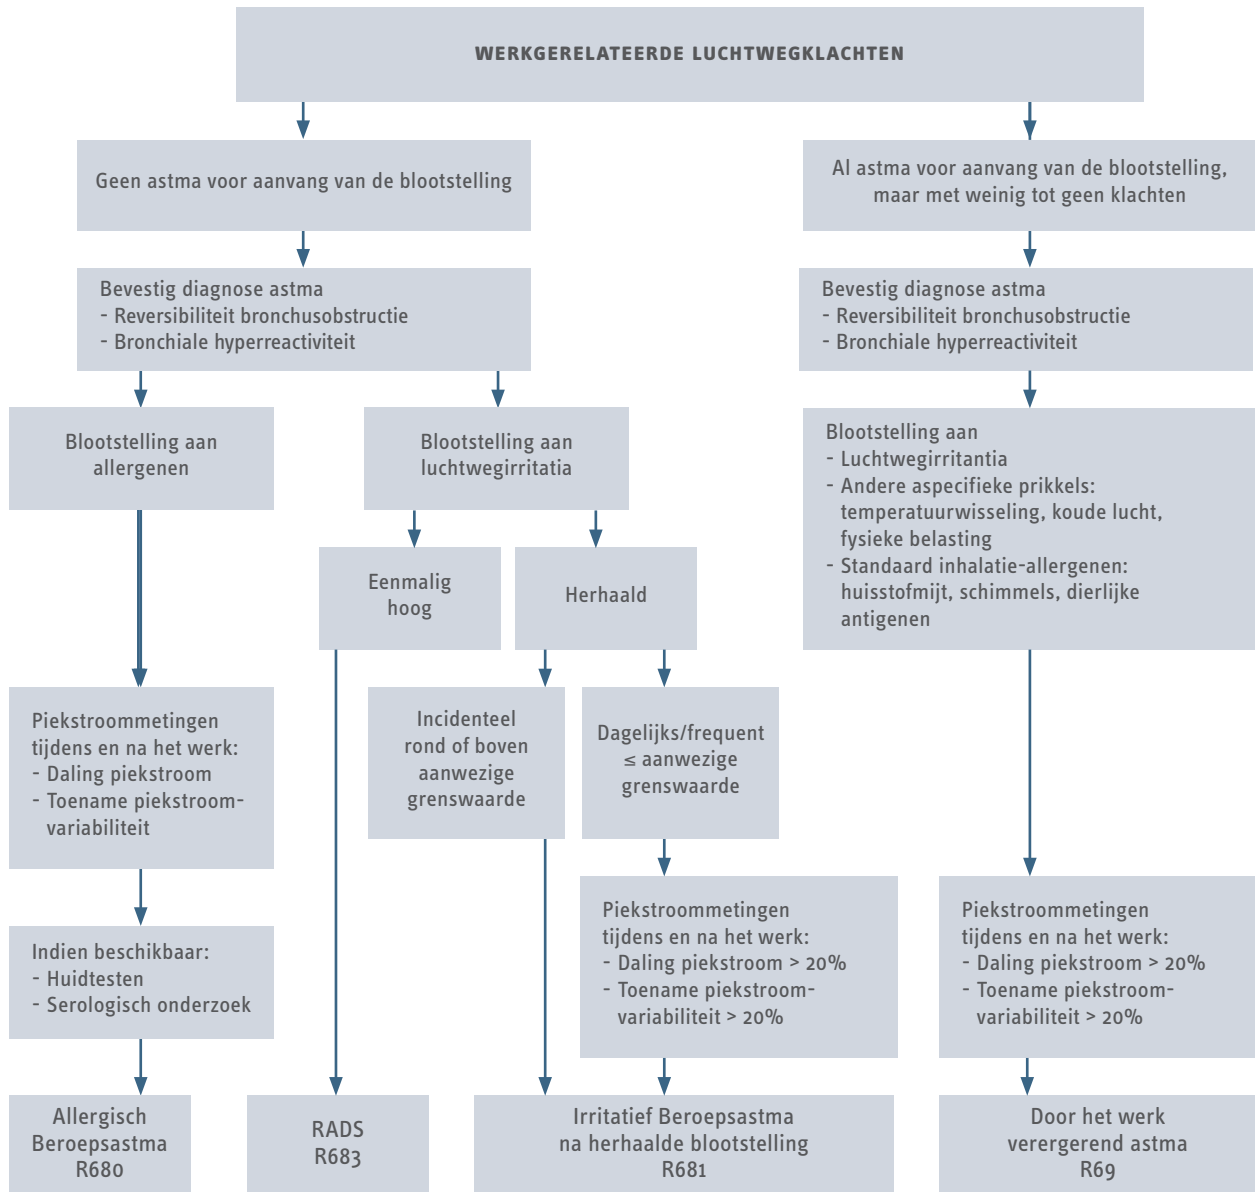 WERKGERELATEERDE LUCHTWEGKLACHTEN
Geen astma voor aanvang van de blootstelling
Al astma voor aanvang van de blootstelling,
maar met weinig tot geen klachten
Bevestig diagnose astma
- Reversibiliteit bronchusobstructie
- Bronchiale hyperreactiviteit
Bevestig diagnose astma
- Reversibiliteit bronchusobstructie
- Bronchiale hyperreactiviteit
Blootstelling aan
allergenen
Blootstelling aan
luchtwegirritatia
Blootstelling aan
- Luchtwegirritantia
- Andere aspecifieke prikkels:
temperatuurwisseling, koude lucht,
fysieke belasting
- Standaard inhalatie-allergenen:
huisstofmijt, schimmels, dierlijke
antigenen
Eenmalig
hoog
Herhaald
Piekstroommetingen
tijdens en na het werk:
- Daling piekstroom
- Toename piekstroom-
variabiliteit
Incidenteel
rond of boven
aanwezige
grenswaarde
Dagelijks/frequent
≤ aanwezige
grenswaarde
Piekstroommetingen
tijdens en na het werk:
- Daling piekstroom > 20%
- Toename piekstroom-
variabiliteit > 20%
Piekstroommetingen
tijdens en na het werk:
- Daling piekstroom > 20%
- Toename piekstroom-
variabiliteit > 20%
Indien beschikbaar:
- Huidtesten
- Serologisch onderzoek
Allergisch
Beroepsastma
R680
RADS
R683
Irritatief Beroepsastma
na herhaalde blootstelling
R681
Door het werk
verergerend astma
R69